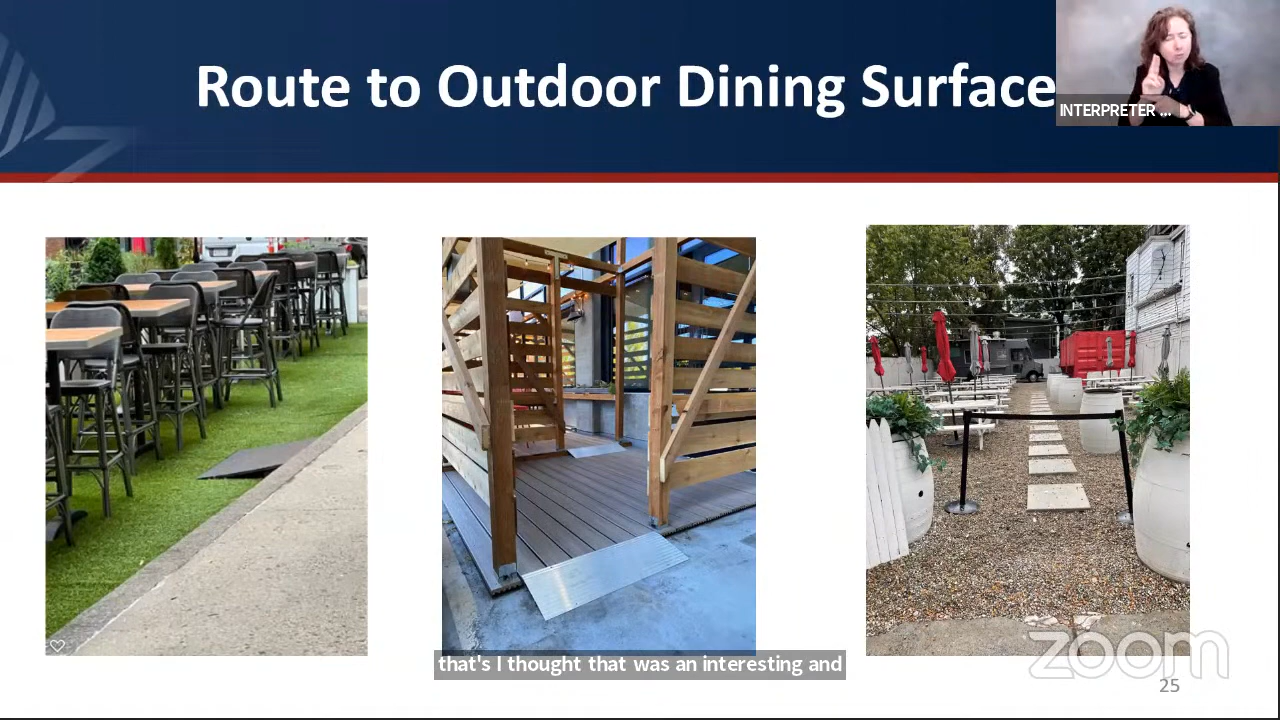 Route to Outdoor Dining Surface
INTERPRETER ...
that's I thought that was an interesting and
zoom
25